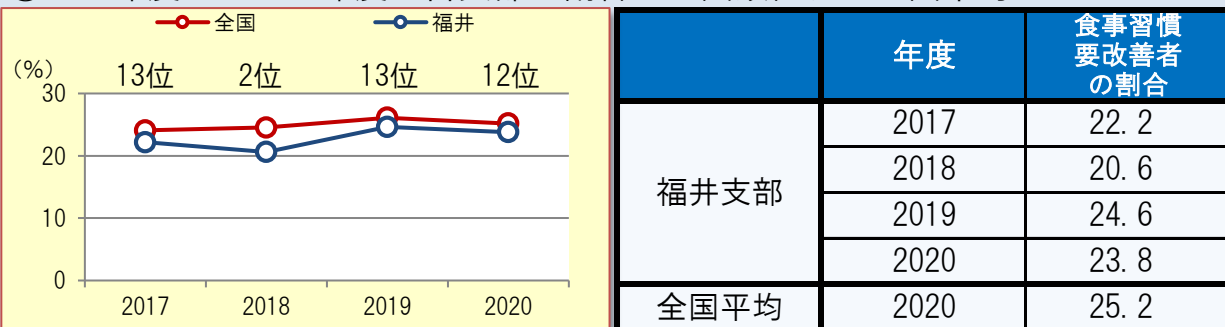 全国 福井
(%) 13位 2位 13位 12位
30
20
10
0
2017 2018 2019 2020
年度 食事習慣
要改善者
の割合
福井支部 2017 22.2
2018 20.6
2019 24.6
2020 23.8
全国平均 2020 25.2